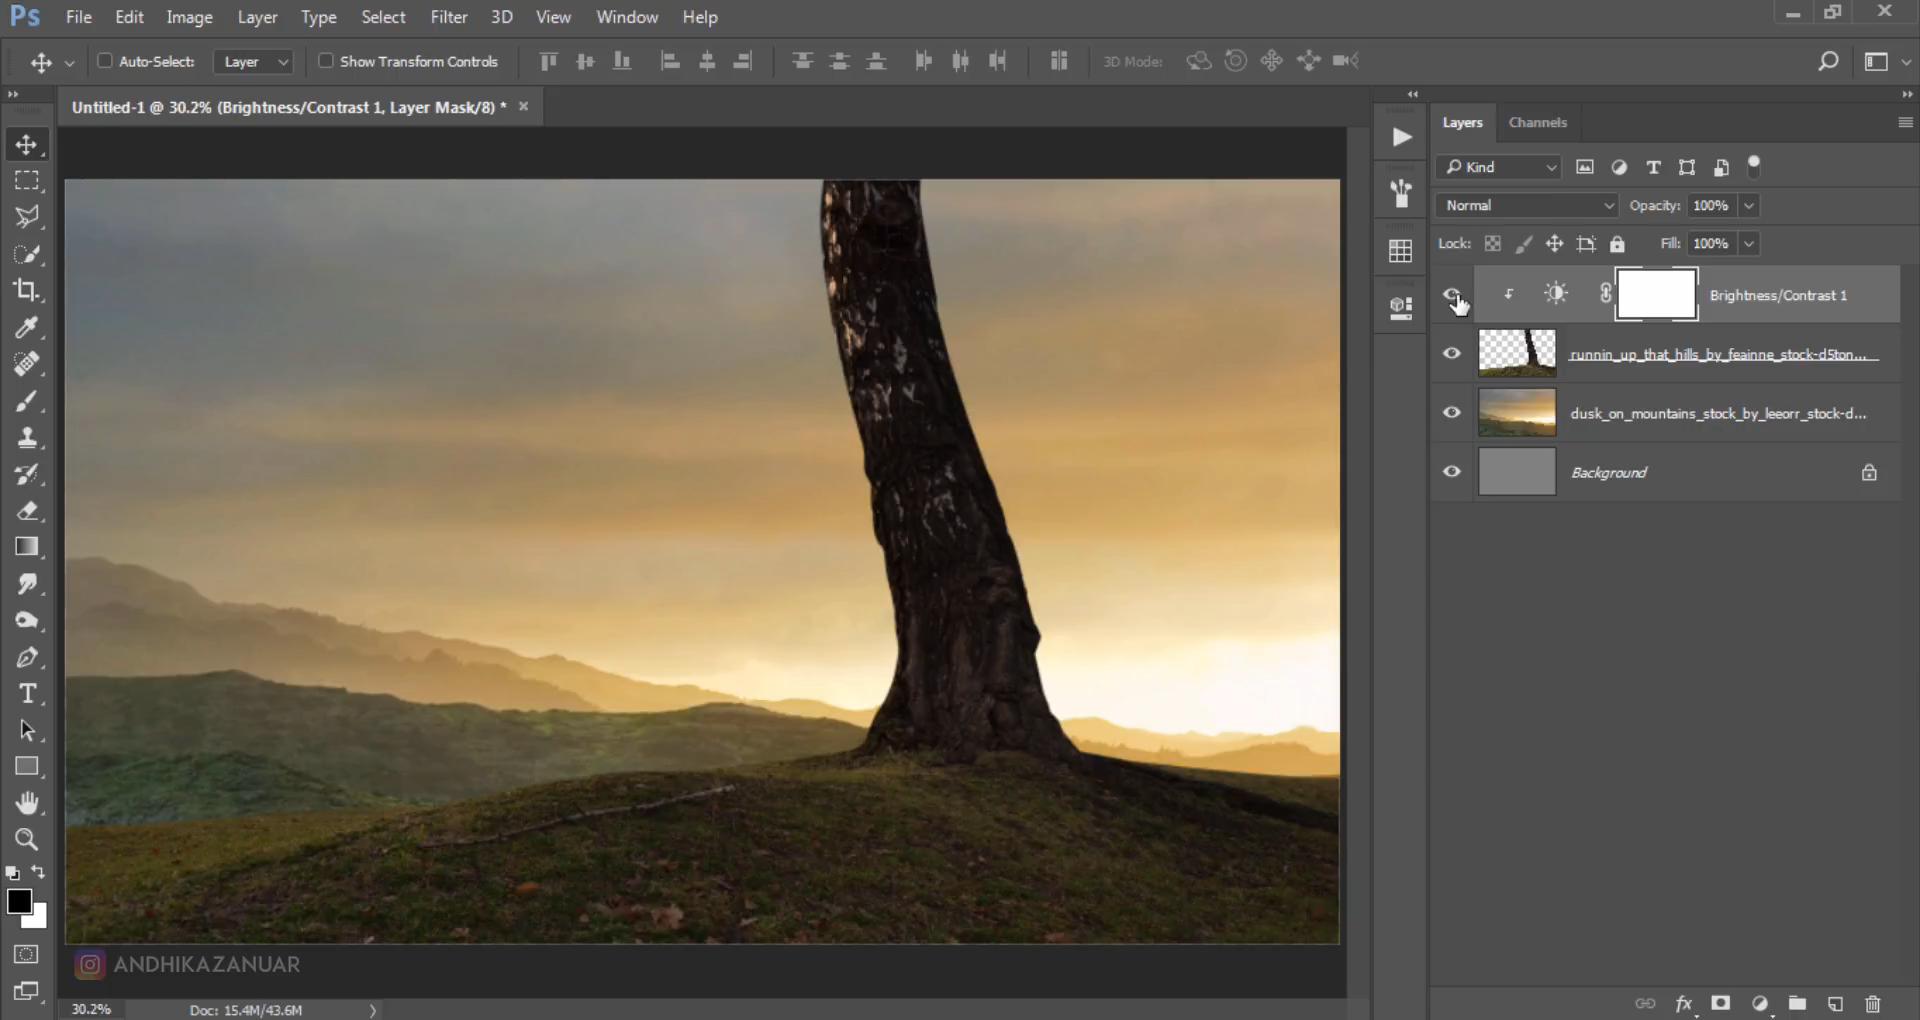 Ps File Edit Image Layer Type Select Filter 3D View Window Help
Auto-Select: Layer Show Transform Controls 3D Mode:
Untitled-1 @ 30.2% (Brightness/Contrast 1, Layer Mask/8) *
Layers Channels
Kind
Normal Opacity: 100%
Lock: Fill: 100%
Brightness/Contrast 1
runnin_up_that_hills_by_feainne_stock-d5ton...
dusk_on_mountains_stock_by_leeorr_stock-d...
Background
ANDHIKAZANUAR
30.2% Doc: 15.4M/43.6M